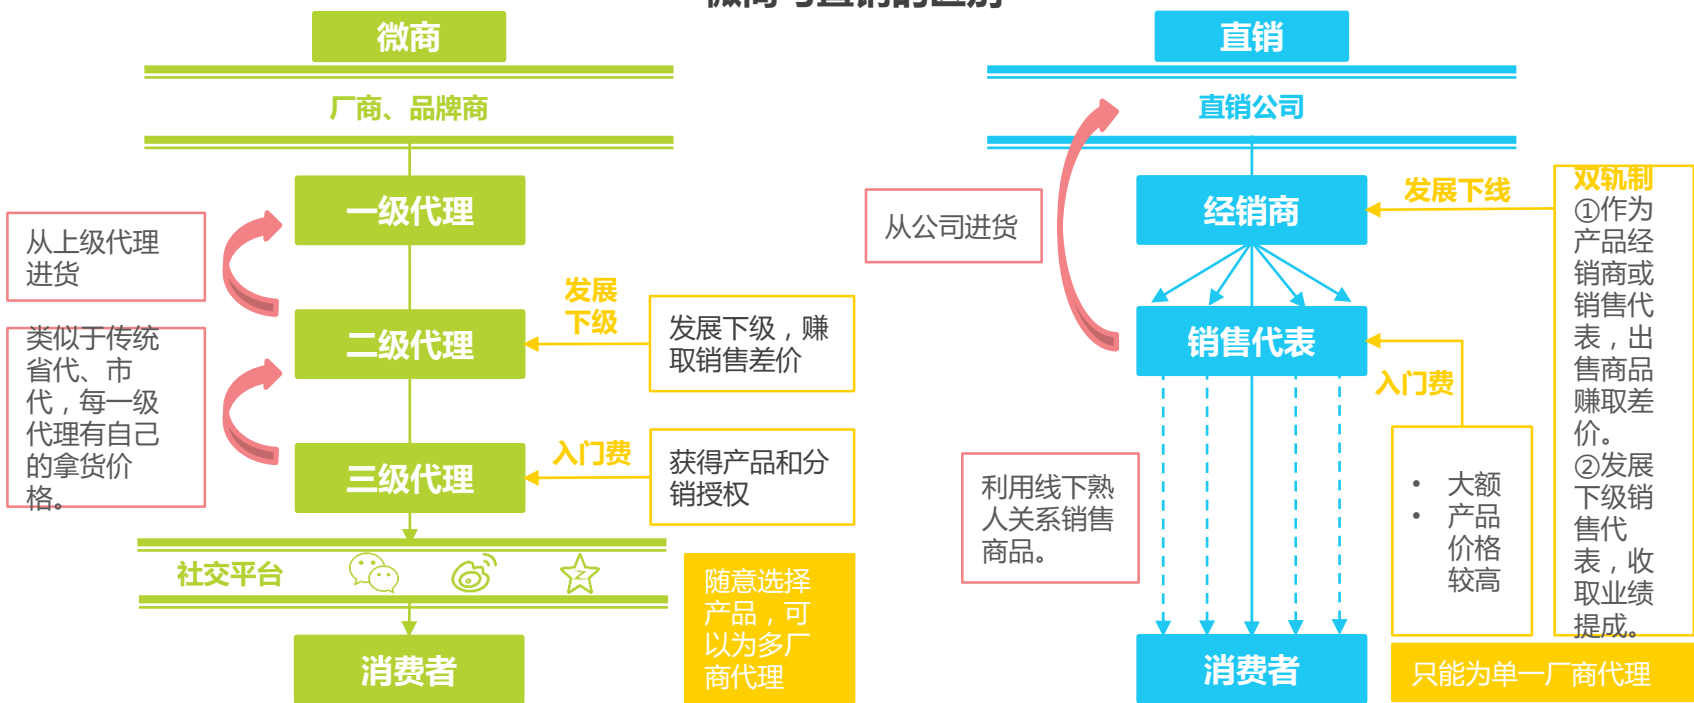 微商与直销的区别
微商
厂商、品牌商
一级代理
从上级代理
进货
二级代理
类似于传统
省代、市
代，每一级
代理有自己
的拿货价
格。
发展
下级
发展下级，赚
取销售差价
三级代理
入门费
获得产品和分
销授权
社交平台
消费者
随意选择
产品，可
以为多厂
商代理
直销
直销公司
从公司进货
经销商
发展下线
双轨制
①作为
产品经
销商或
销售代
表，出
售商品
赚取差
价。
②发展
下级销
售代
表，收
取业绩
提成。
销售代表
入门费
• 大额
• 产品
价格
较高
利用线下熟
人关系销售
商品。
消费者
只能为单一厂商代理